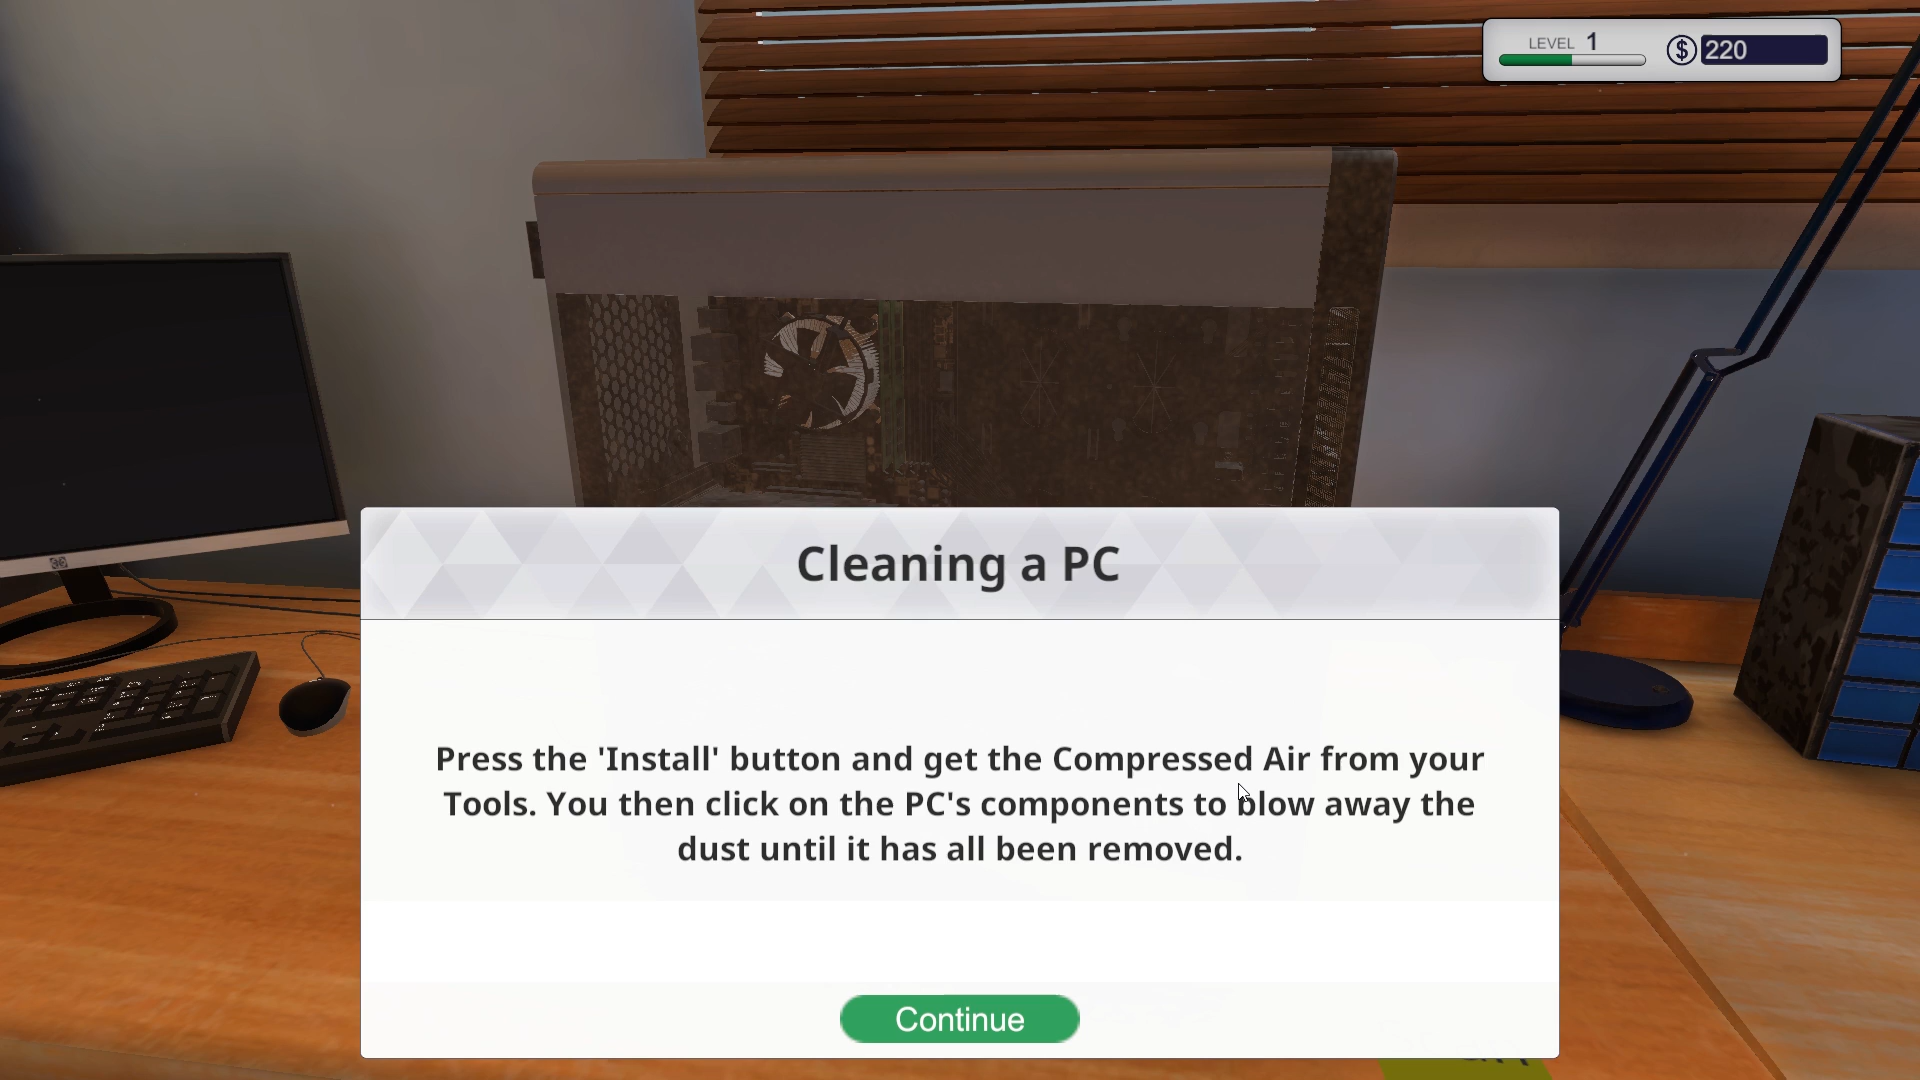 LEVEL 1
$ 220
Cleaning a PC
Press the 'Install' button and get the Compressed Air from your
Tools. You then click on the PC's components to blow away the
dust until it has all been removed.
Continue